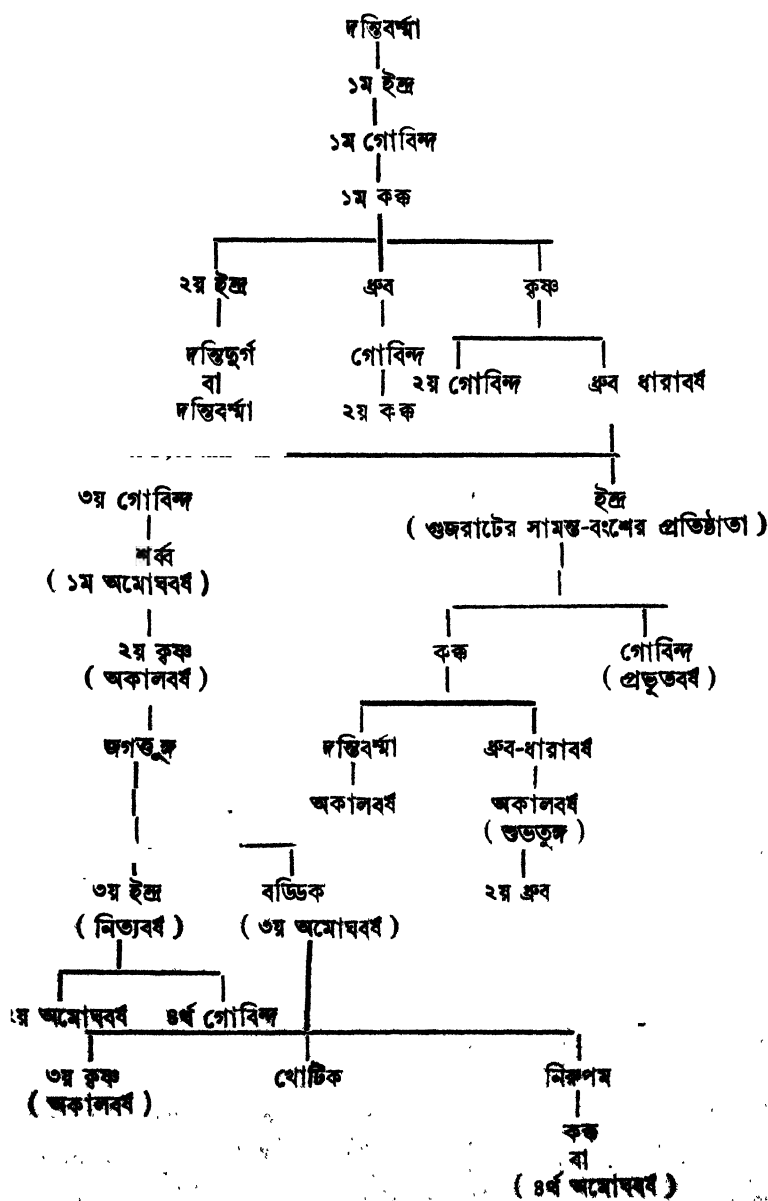 দন্তিবর্ম্মা
১ম ইন্দ্র
১ম গোবিন্দ
১ম কক্ক
২য় ইন্দ্র ধ্রুব কৃষ্ণ
দন্তিদুর্গ গোবিন্দ
বা ২য় গোবিন্দ ধ্রুব ধারাবর্ষ
দন্তিবর্ম্মা ২য় কক্ক
৩য় গোবিন্দ ইন্দ্র
( গুজরাটের সামন্ত-বংশের প্রতিষ্ঠাতা )
শর্ব্ব
( ১ম অমোঘবর্ষ )
২য় কৃষ্ণ কক্ক গোবিন্দ
( অকালবর্ষ ) ( প্রভূতবর্ষ )
জগত্তুঙ্গ দন্তিবর্ম্মা ধ্রুব-ধারাবর্ষ
অকালবর্ষ অকালবর্ষ
( শুভতুঙ্গ )
৩য় ইন্দ্র বড্ডিক ২য় ধ্রুব
( নিত্যবর্ষ ) ( ৩য় অমোঘবর্ষ )
২য় অমোঘবর্ষ ৪র্থ গোবিন্দ
৩য় কৃষ্ণ খোটিক নিরুপম
( অকালবর্ষ )
কক্ক
বা
( ৪র্থ অমোঘবর্ষ )